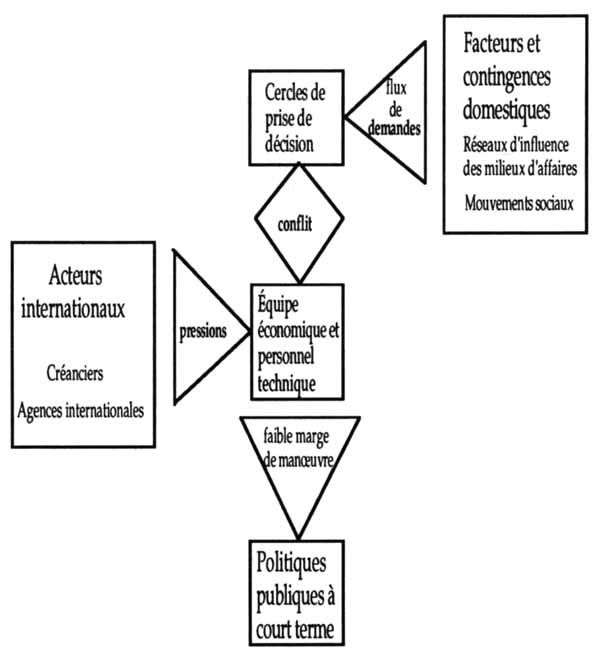 Facteurs et
contingences
domestiques
Réseaux d'influence
des milieux d'affaires
Mouvements sociaux
flux
de
demandes
Cercles de
prise de
décision
conflit
Acteurs
internationaux
Créanciers
Agences internationales
pressions
Équipe
économique et
personnel
technique
faible marge
de manœuvre
Politiques
publiques à
court terme